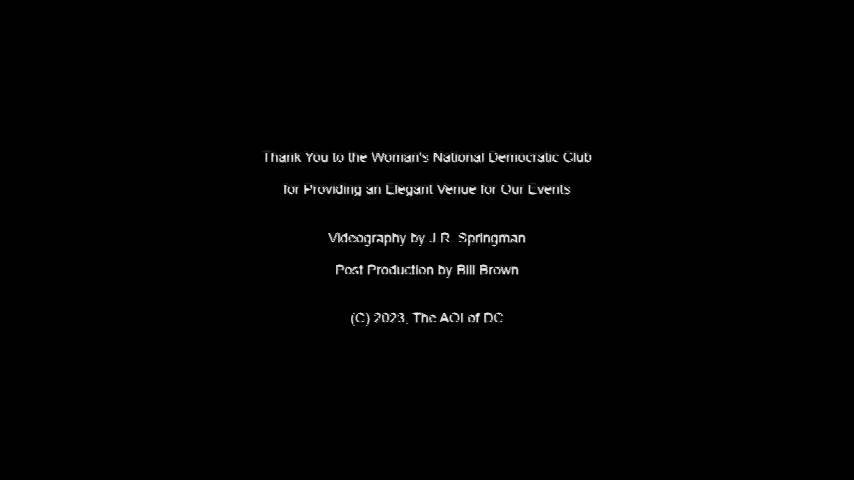 Thank You to the Woman's National Democratic Club
for Providing an Elegant Venue for Our Events
Videography by J.R. Springman
Post Production by Bill Brown
(C) 2023, The AOI of DC